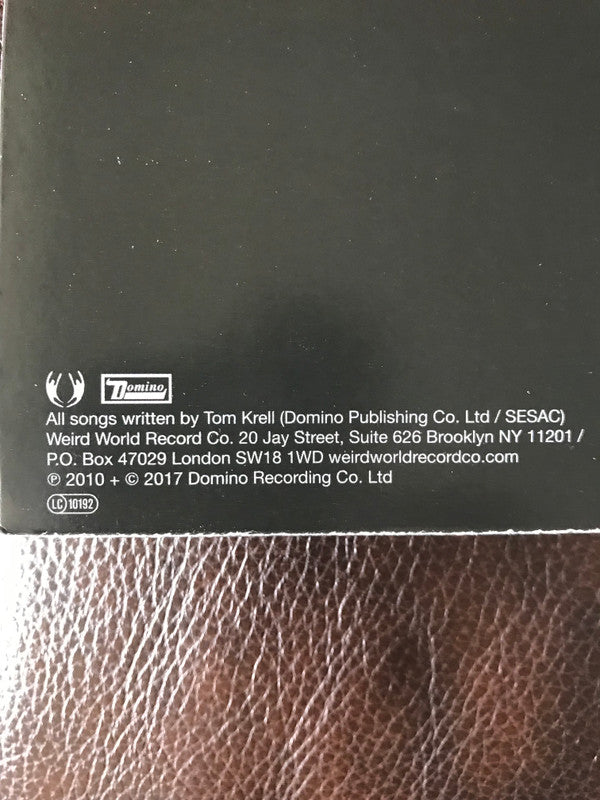 Domino
All songs written by Tom Krell (Domino Publishing Co. Ltd / SESAC)
Weird World Record Co. 20 Jay Street, Suite 626 Brooklyn NY 11201 /
P.O. Box 47029 London SW18 1WD weirdworldrecordco.com
℗ 2010 + © 2017 Domino Recording Co. Ltd
LC 10192